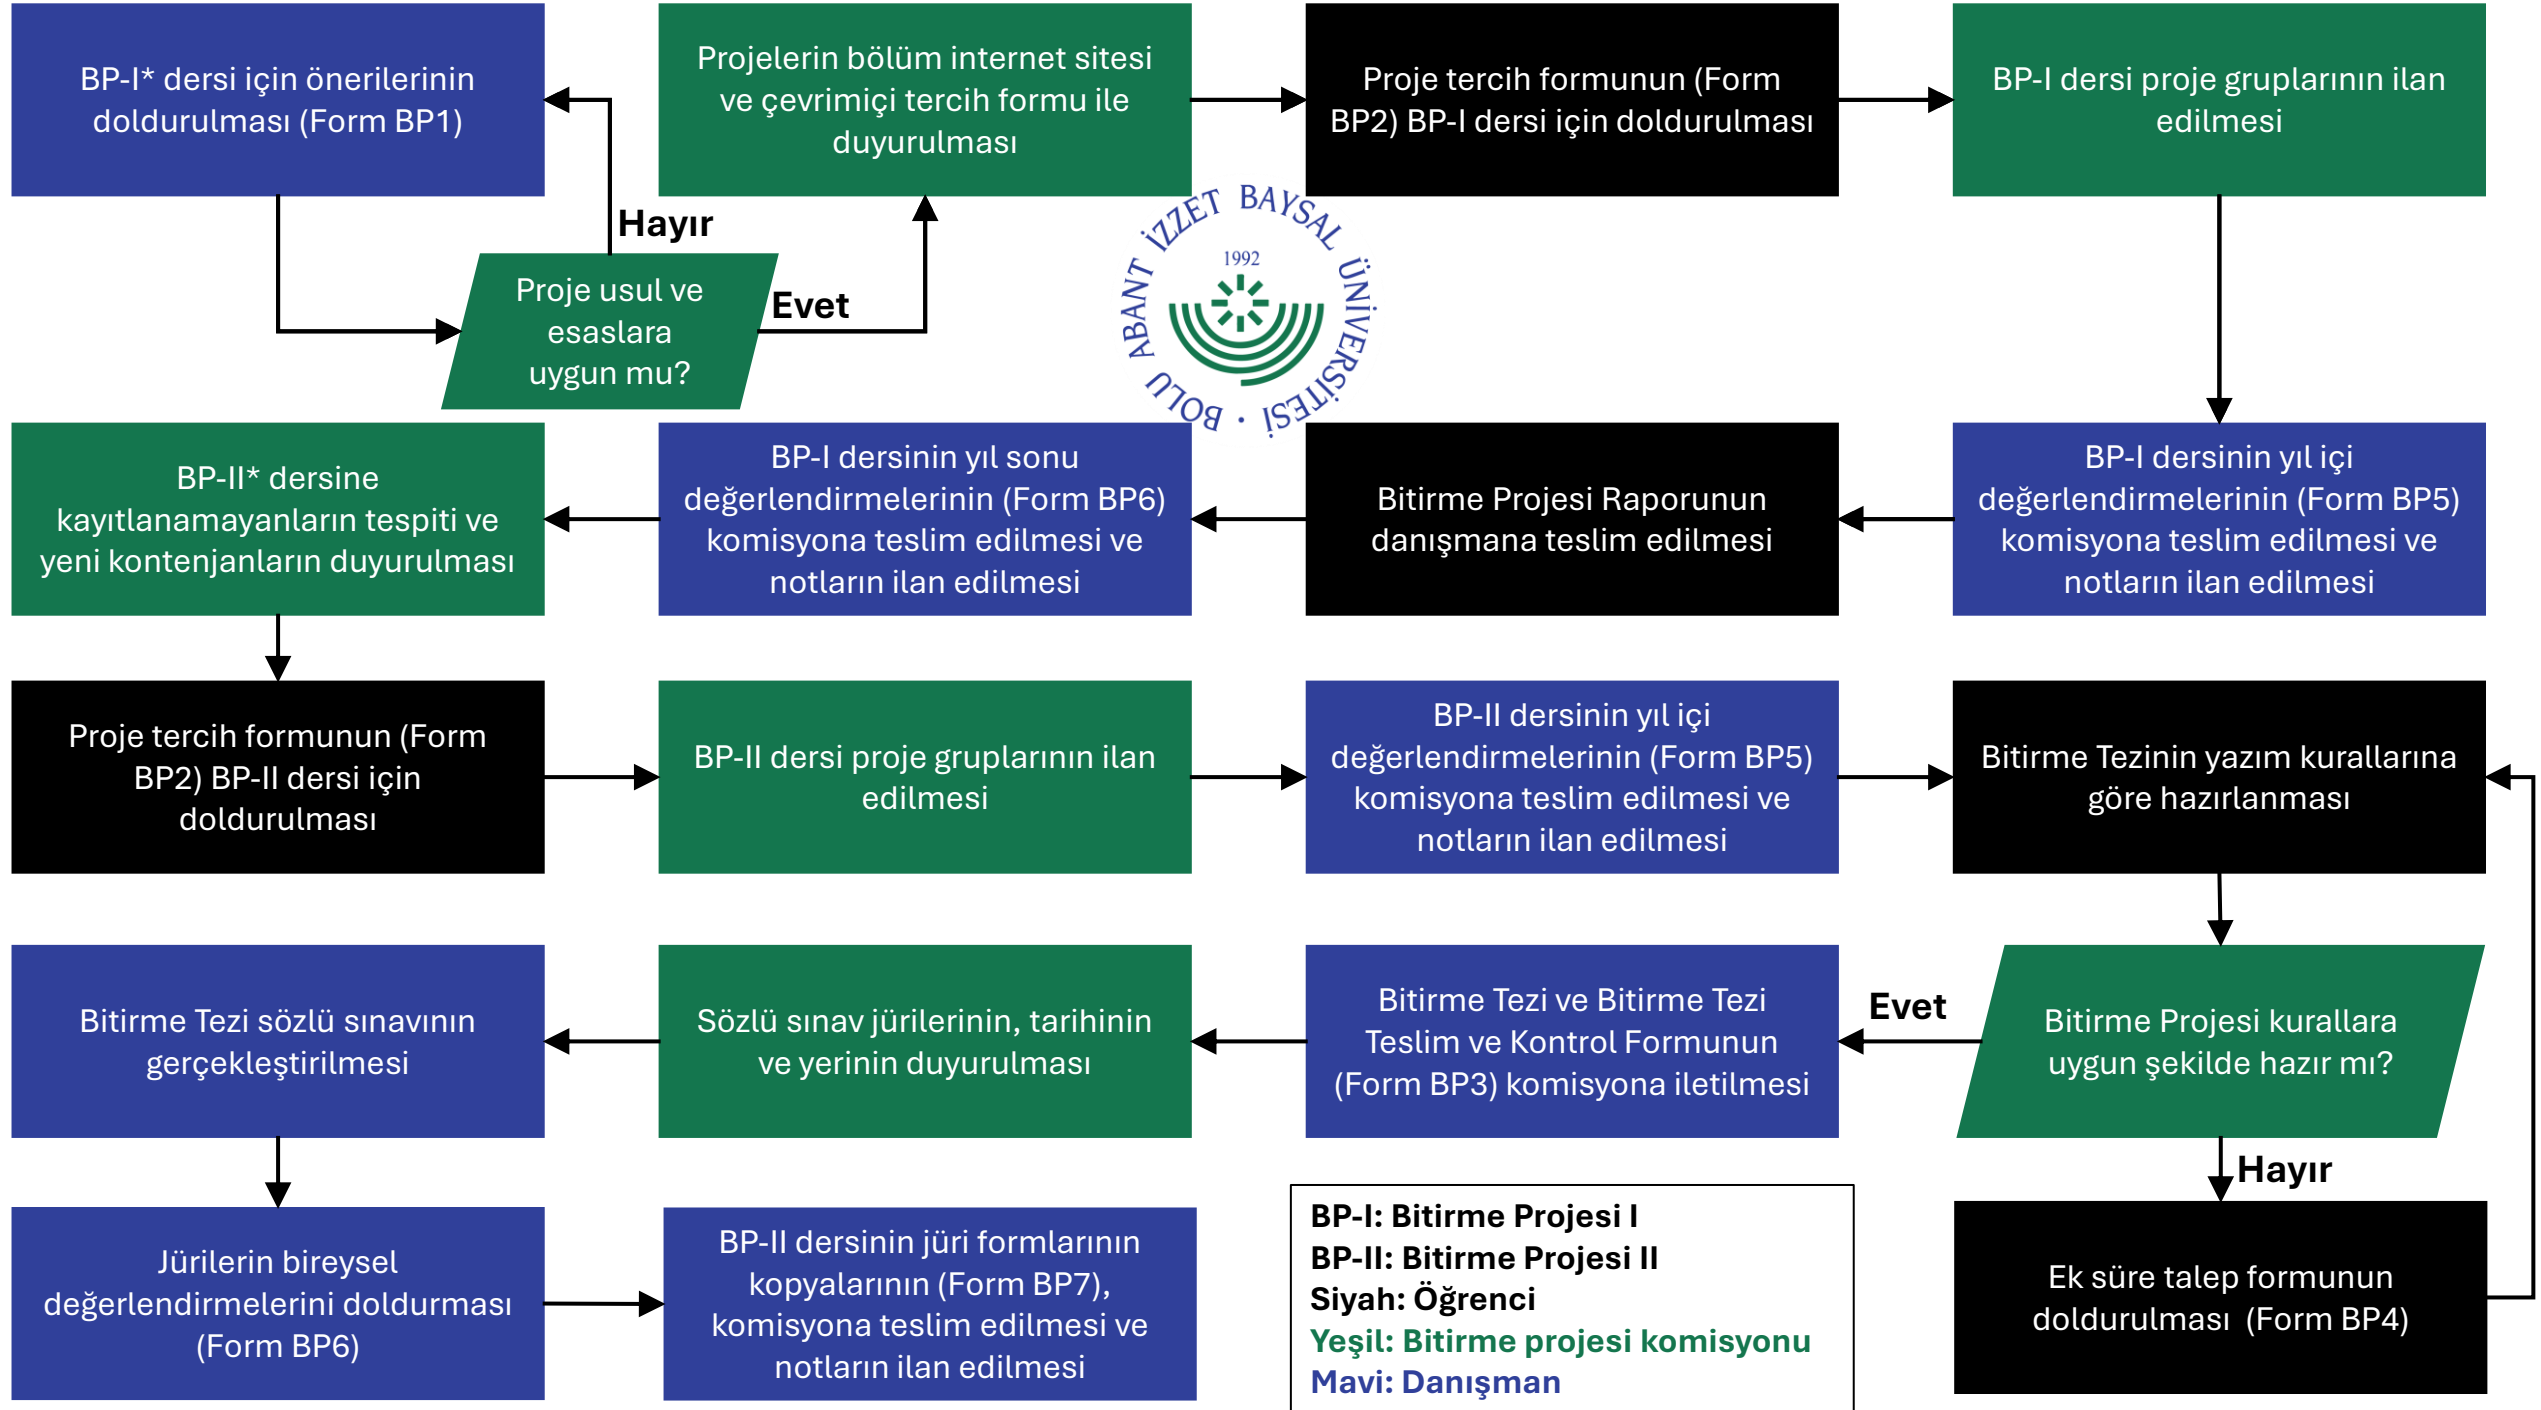 BP-I* dersi için önerilerinin
doldurulması (Form BP1)
Projelerin bölüm internet sitesi
ve çevrimiçi tercih formu ile
duyurulması
Proje tercih formunun (Form
BP2) BP-I dersi için doldurulması
BP-I dersi proje gruplarının ilan
edilmesi
Hayır
Proje usul ve
esaslara
uygun mu?
Evet
BOLU ABANT İZZET BAYSAL ÜNİVERSİTESİ ·
1992
BP-II* dersine
kayıtlanamayanların tespiti ve
yeni kontenjanların duyurulması
BP-I dersinin yıl sonu
değerlendirmelerinin (Form BP6)
komisyona teslim edilmesi ve
notların ilan edilmesi
Bitirme Projesi Raporunun
danışmana teslim edilmesi
BP-I dersinin yıl içi
değerlendirmelerinin (Form BP5)
komisyona teslim edilmesi ve
notların ilan edilmesi
Proje tercih formunun (Form
BP2) BP-II dersi için
doldurulması
BP-II dersi proje gruplarının ilan
edilmesi
BP-II dersinin yıl içi
değerlendirmelerinin (Form BP5)
komisyona teslim edilmesi ve
notların ilan edilmesi
Bitirme Tezinin yazım kurallarına
göre hazırlanması
Bitirme Tezi sözlü sınavının
gerçekleştirilmesi
Sözlü sınav jürilerinin, tarihinin
ve yerinin duyurulması
Bitirme Tezi ve Bitirme Tezi
Teslim ve Kontrol Formunun
(Form BP3) komisyona iletilmesi
Evet
Bitirme Projesi kurallara
uygun şekilde hazır mı?
Hayır
Jürilerin bireysel
değerlendirmelerini doldurması
(Form BP6)
BP-II dersinin jüri formlarının
kopyalarının (Form BP7),
komisyona teslim edilmesi ve
notların ilan edilmesi
BP-I: Bitirme Projesi I
BP-II: Bitirme Projesi II
Siyah: Öğrenci
Yeşil: Bitirme projesi komisyonu
Mavi: Danışman
Ek süre talep formunun
doldurulması (Form BP4)